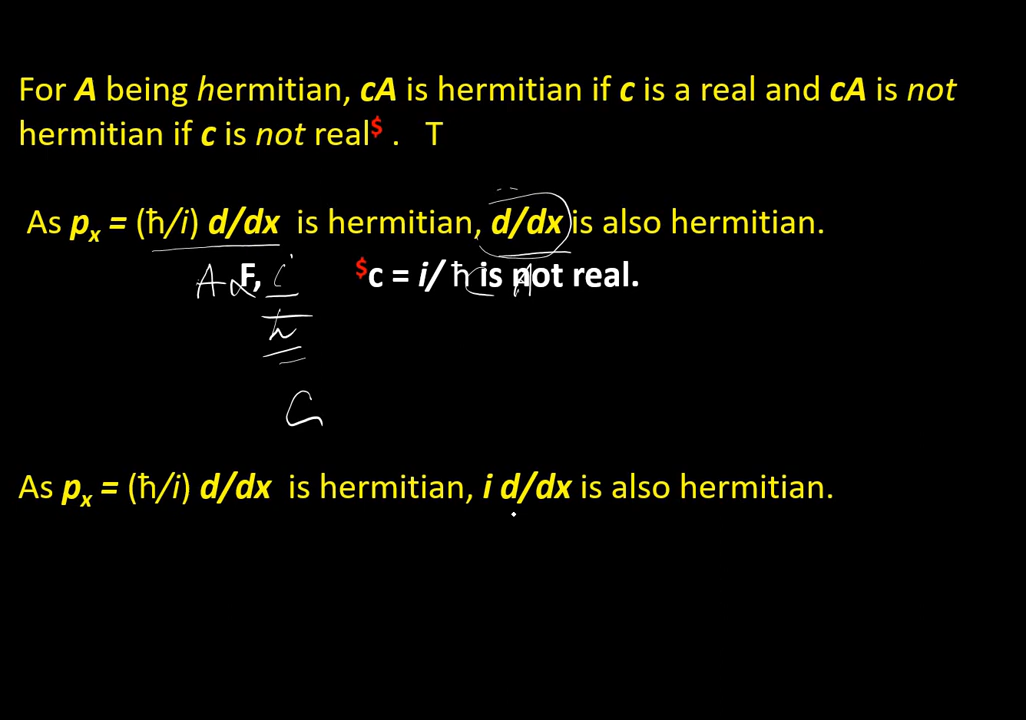 For A being hermitian, cA is hermitian if c is a real and cA is not
hermitian if c is not real$ . T
As px = (ħ/i) d/dx is hermitian, d/dx is also hermitian.
A F, i $c = i/ ħ is not real.
ħ
C
As px = (ħ/i) d/dx is hermitian, i d/dx is also hermitian.